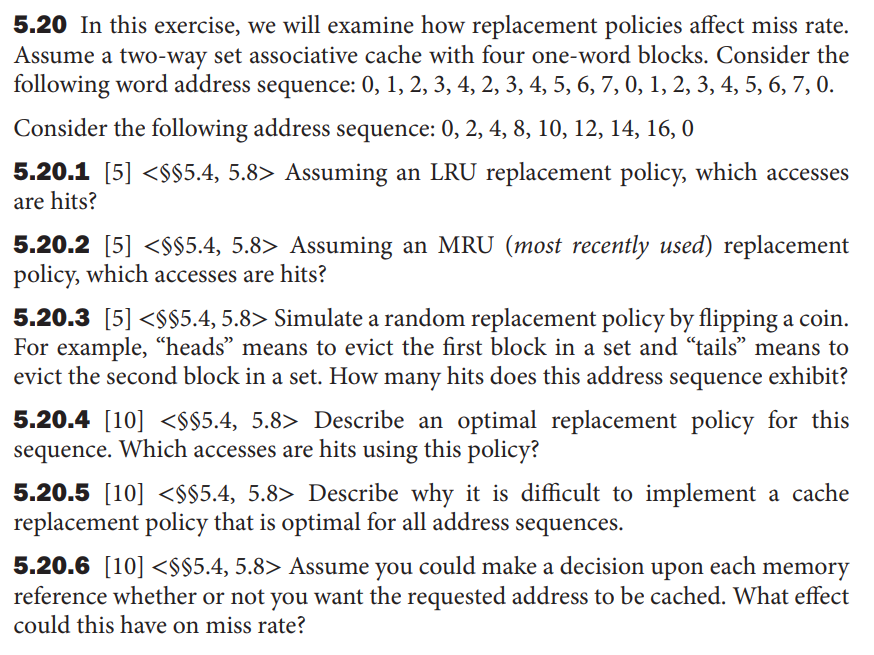 5.20 In this exercise, we will examine how replacement policies affect miss rate.
Assume a two-way set associative cache with four one-word blocks. Consider the
following word address sequence: 0, 1, 2, 3, 4, 2, 3, 4, 5, 6, 7, 0, 1, 2, 3, 4, 5, 6, 7, 0.
Consider the following address sequence: 0, 2, 4, 8, 10, 12, 14, 16, 0
5.20.1 [5] <§§5.4, 5.8> Assuming an LRU replacement policy, which accesses
are hits?
5.20.2 [5] <§§5.4, 5.8> Assuming an MRU (most recently used) replacement
policy, which accesses are hits?
5.20.3 [5] <§§5.4, 5.8> Simulate a random replacement policy by flipping a coin.
For example, “heads” means to evict the first block in a set and “tails” means to
evict the second block in a set. How many hits does this address sequence exhibit?
5.20.4 [10] <§§5.4, 5.8> Describe an optimal replacement policy for this
sequence. Which accesses are hits using this policy?
5.20.5 [10] <§§5.4, 5.8> Describe why it is difficult to implement a cache
replacement policy that is optimal for all address sequences.
5.20.6 [10] <§§5.4, 5.8> Assume you could make a decision upon each memory
reference whether or not you want the requested address to be cached. What effect
could this have on miss rate?